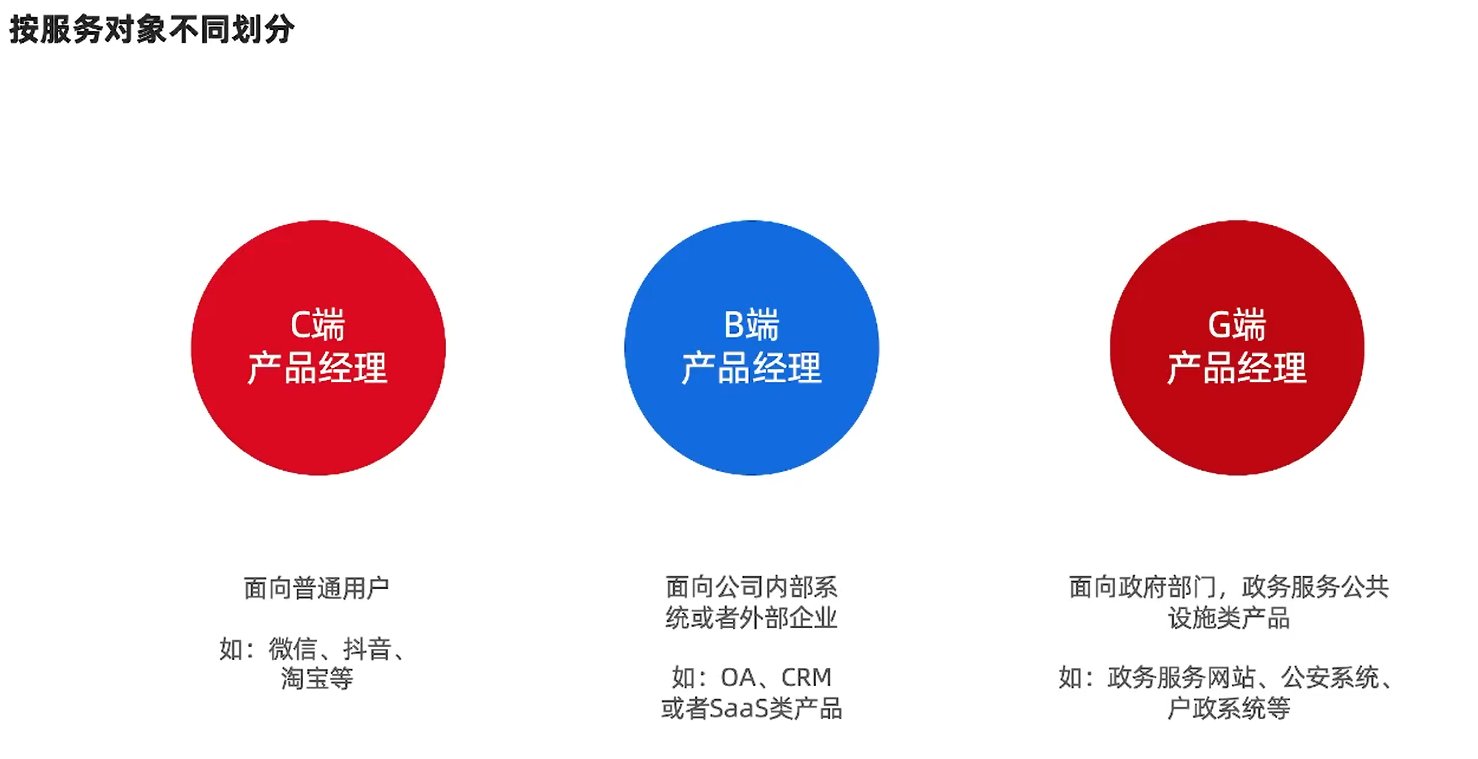 按服务对象不同划分
C端
产品经理
面向普通用户
如：微信、抖音、
淘宝等
B端
产品经理
面向公司内部系
统或者外部企业
如：OA、CRM
或者SaaS类产品
G端
产品经理
面向政府部门，政务服务公共
设施类产品
如：政务服务网站、公安系统、
户政系统等